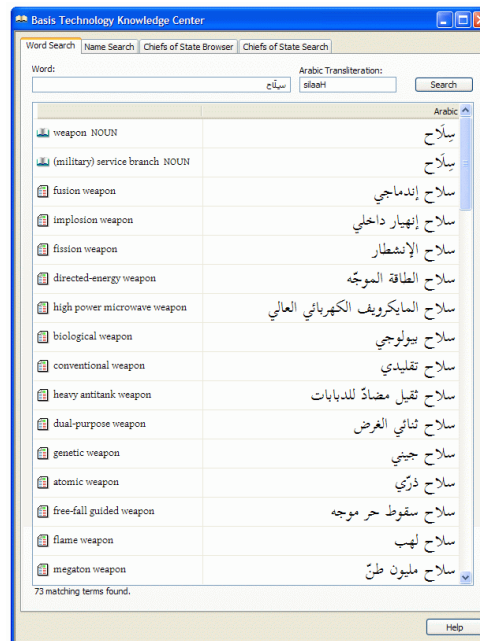 Basis Technology Knowledge Center
Word Search Name Search Chiefs of State Browser Chiefs of State Search
Word: Arabic Transliteration:
سيلّاح silaaH Search
Arabic
weapon NOUN سِلَاح
(military) service branch NOUN سِلَاح
fusion weapon سلاح إندماجي
implosion weapon سلاح إنهيار داخلي
fission weapon سلاح الإنشطار
directed-energy weapon سلاح الطاقة الموجّه
high power microwave weapon سلاح المايكرويف الكهربائي العالي
biological weapon سلاح بيولوجي
conventional weapon سلاح تقليدي
heavy antitank weapon سلاح ثقيل مضادّ للدبابات
dual-purpose weapon سلاح ثنائي الغرض
genetic weapon سلاح جيني
atomic weapon سلاح ذرّي
free-fall guided weapon سلاح سقوط حر موجه
flame weapon سلاح لهب
megaton weapon سلاح مليون طنّ
73 matching terms found.
Help